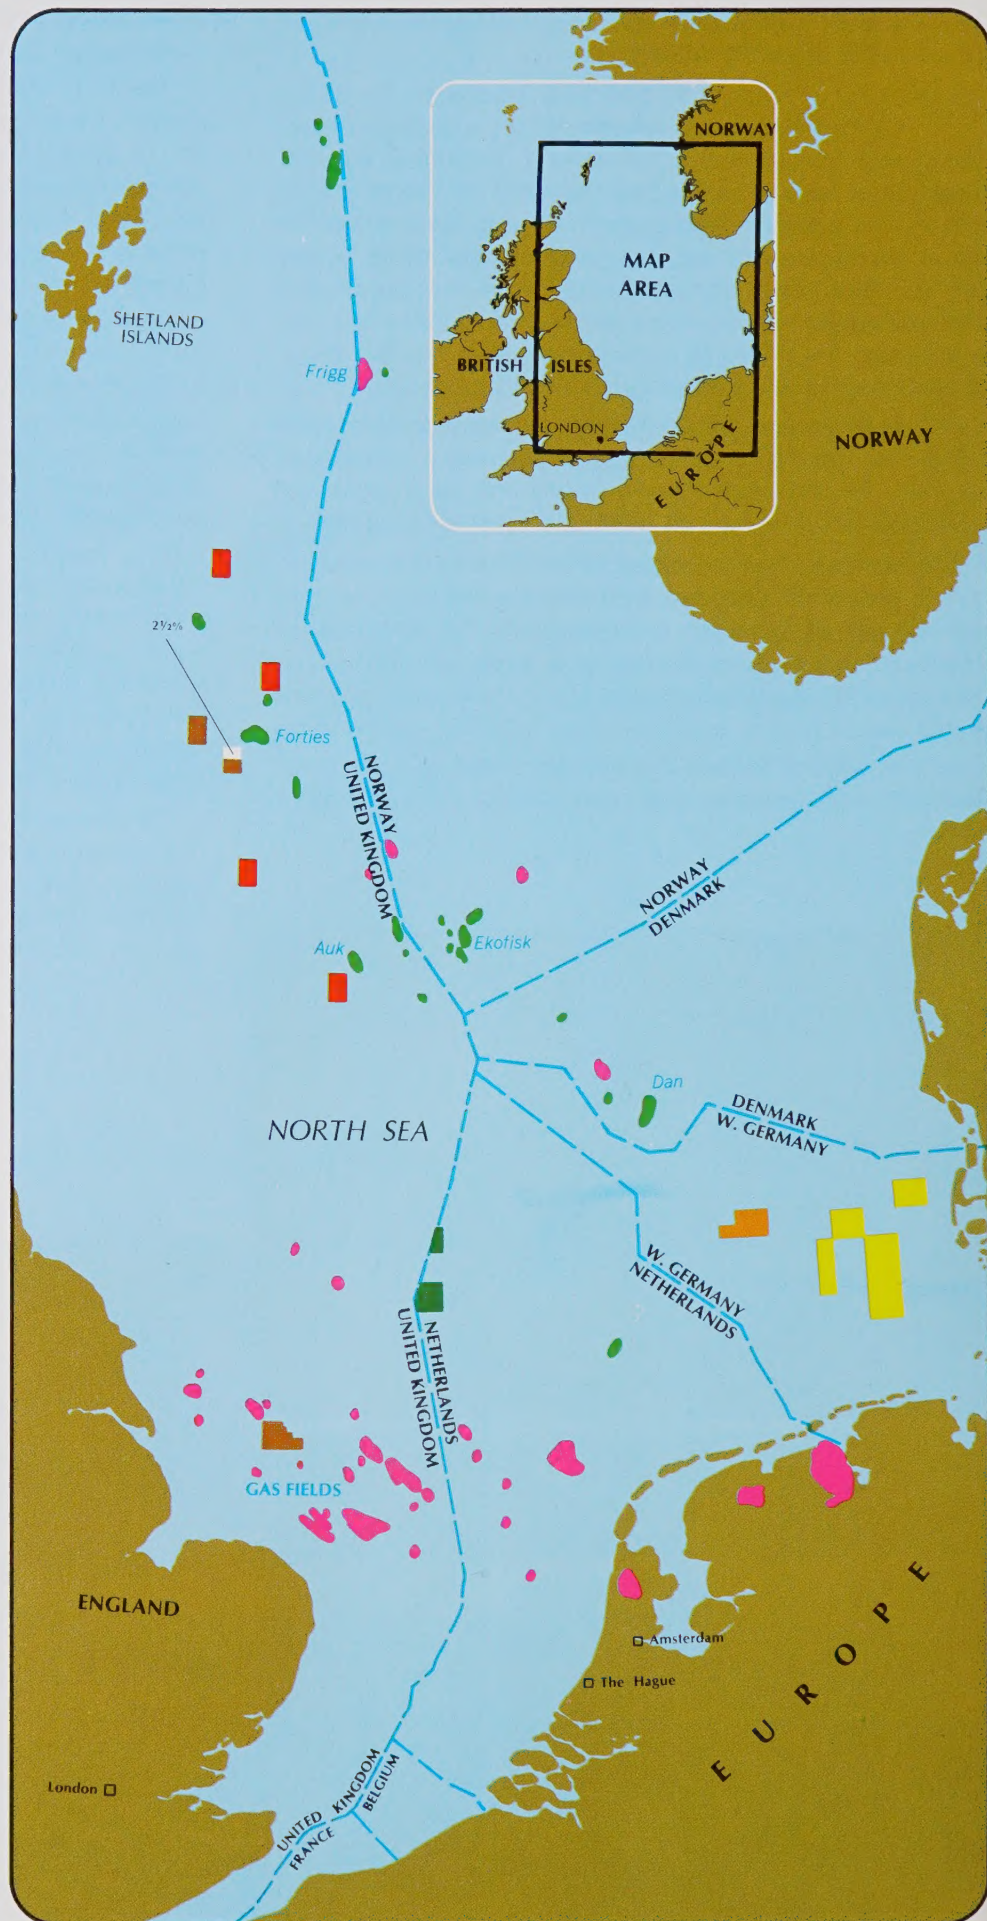 NORWAY
MAP
AREA
BRITISH ISLES
LONDON
EUROPE
SHETLAND
ISLANDS
Frigg
NORWAY
2½%
Forties
NORWAY
UNITED KINGDOM
NORWAY
DENMARK
Auk
Ekofisk
Dan
DENMARK
W. GERMANY
NORTH SEA
W. GERMANY
NETHERLANDS
NETHERLANDS
UNITED KINGDOM
GAS FIELDS
ENGLAND
Amsterdam
The Hague
EUROPE
London
UNITED KINGDOM
BELGIUM
FRANCE